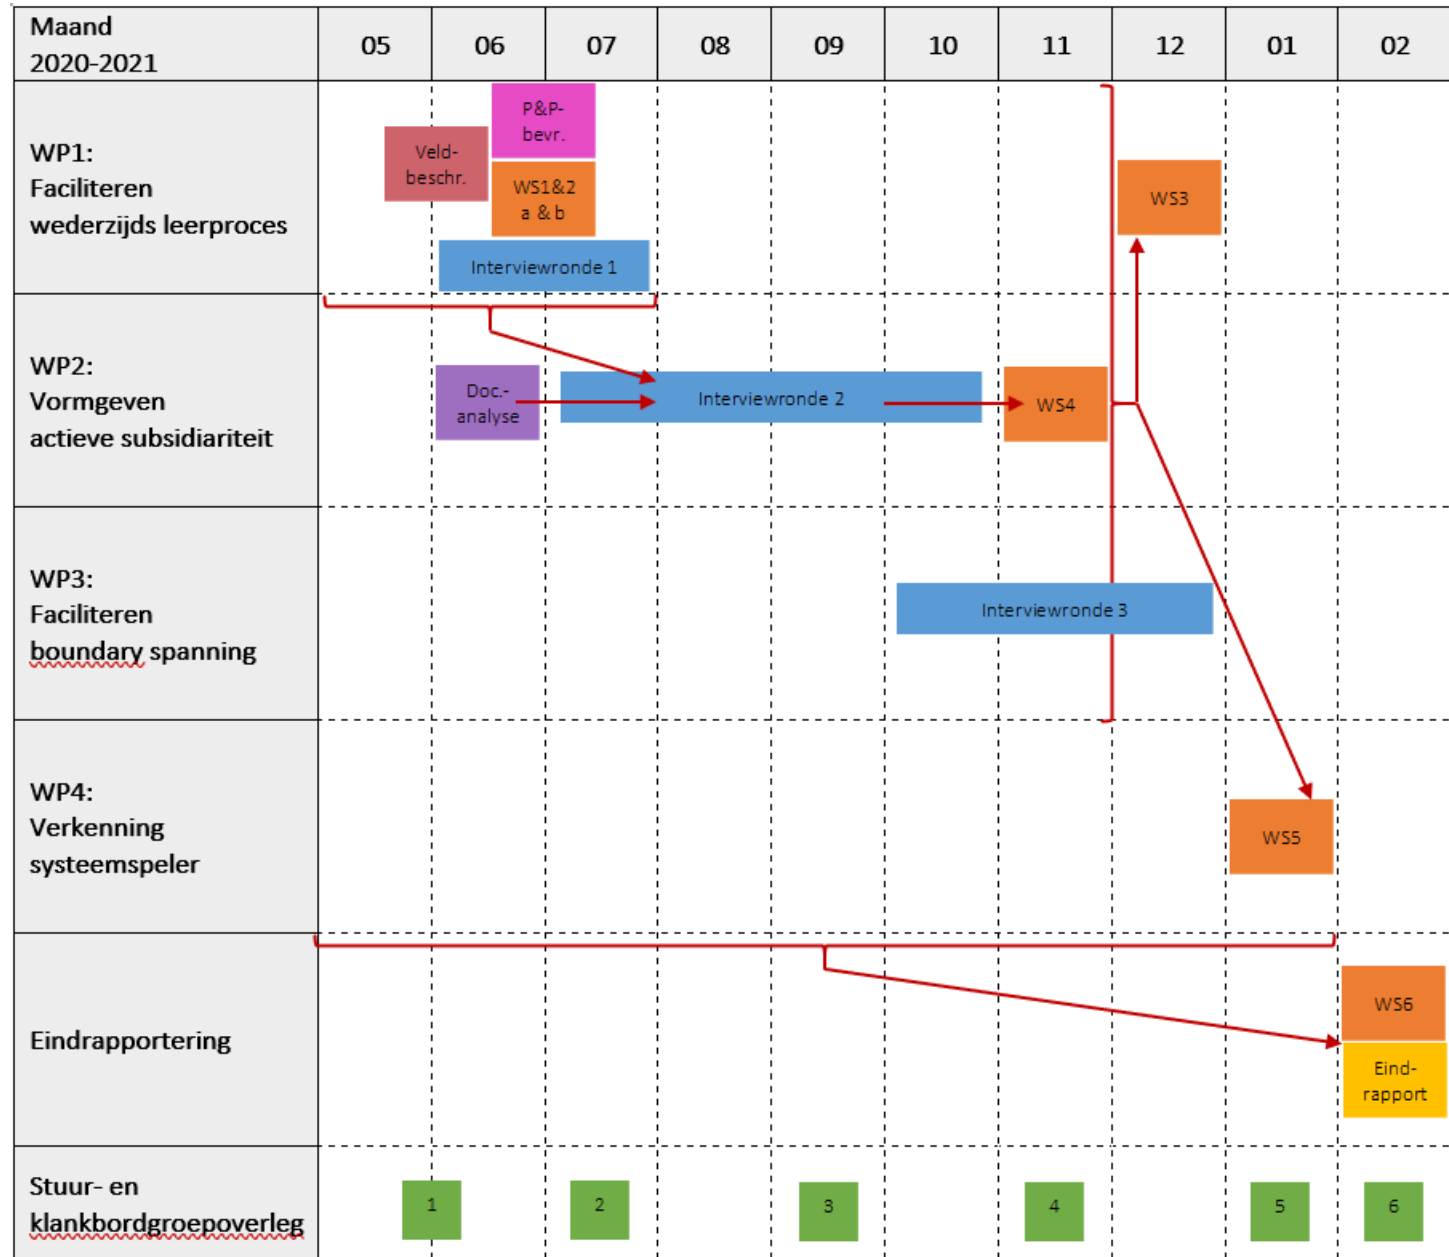 Maand
2020-2021
05
06
07
08
09
10
11
12
01
02
WP1:
Faciliteren
wederzijds leerproces
Veld-
beschr.
P&P-
bevr.
WS1&2
a & b
Interviewronde 1
WS3
WP2:
Vormgeven
actieve subsidiariteit
Doc.-
analyse
Interviewronde 2
WS4
WP3:
Faciliteren
boundary spanning
Interviewronde 3
WP4:
Verkenning
systeemspeler
WS5
Eindrapportering
WS6
Eind-
rapport
Stuur- en
klankbordgroepoverleg
1
2
3
4
5
6